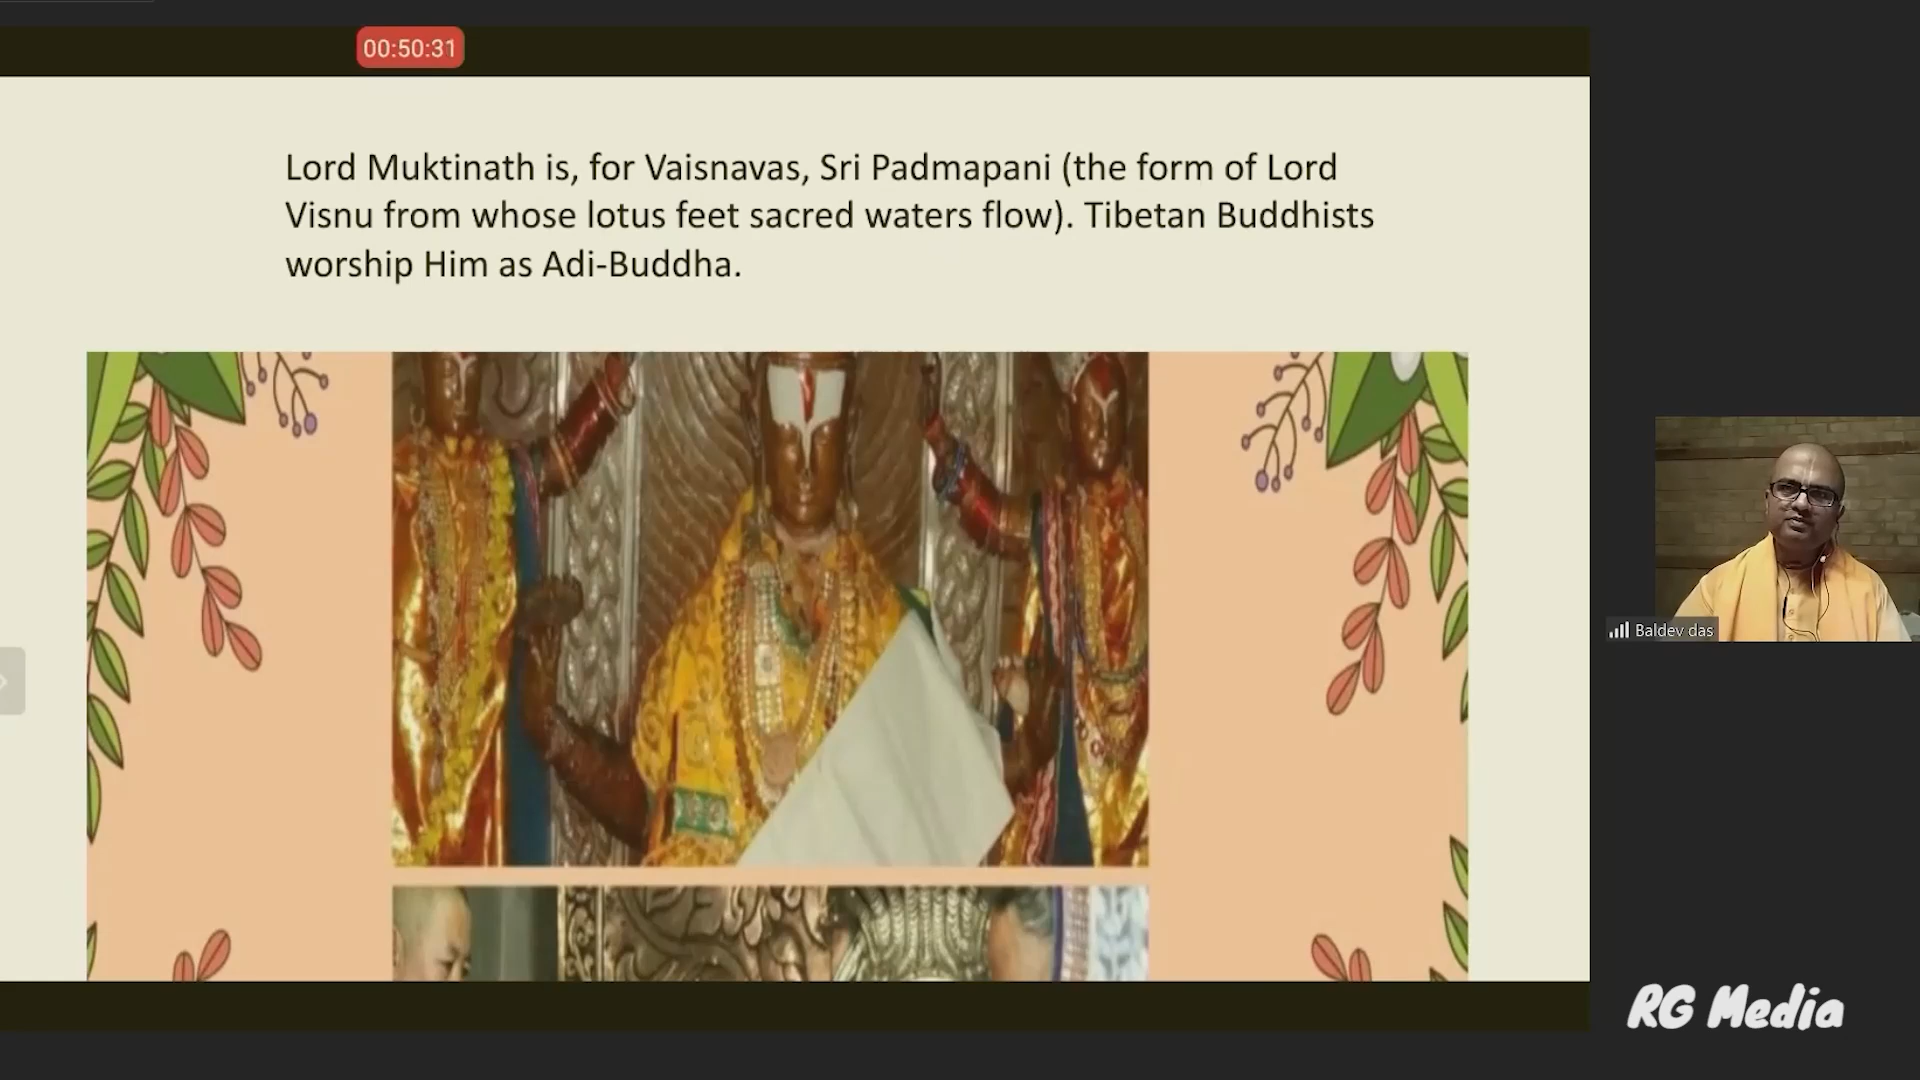 00:50:31
Lord Muktinath is, for Vaisnavas, Sri Padmapani (the form of Lord
Visnu from whose lotus feet sacred waters flow). Tibetan Buddhists
worship Him as Adi-Buddha.
Baldev das
RG Media